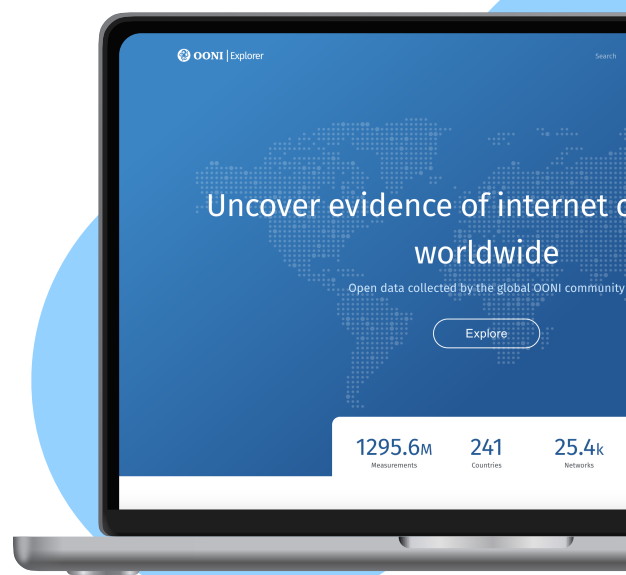 OONI Explorer
Search
Uncover evidence of internet
worldwide
Open data collected by the global OONI community
Explore
1295.6M 241 25.4k
Measurements Countries Networks